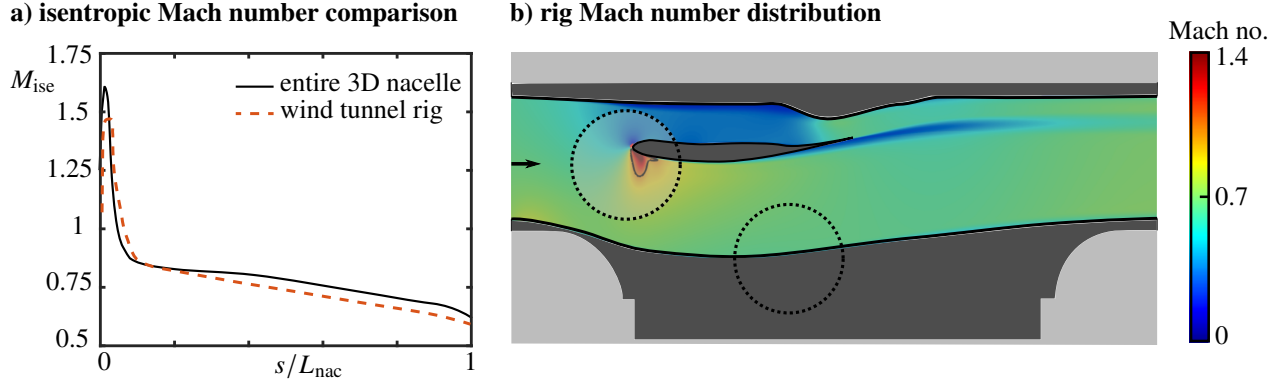 a) isentropic Mach number comparison
b) rig Mach number distribution
Mach no.
1.75
M_ise
1.5
1.25
1
0.75
0.5
entire 3D nacelle
wind tunnel rig
0
s/L_nac
1
1.4
0.7
0